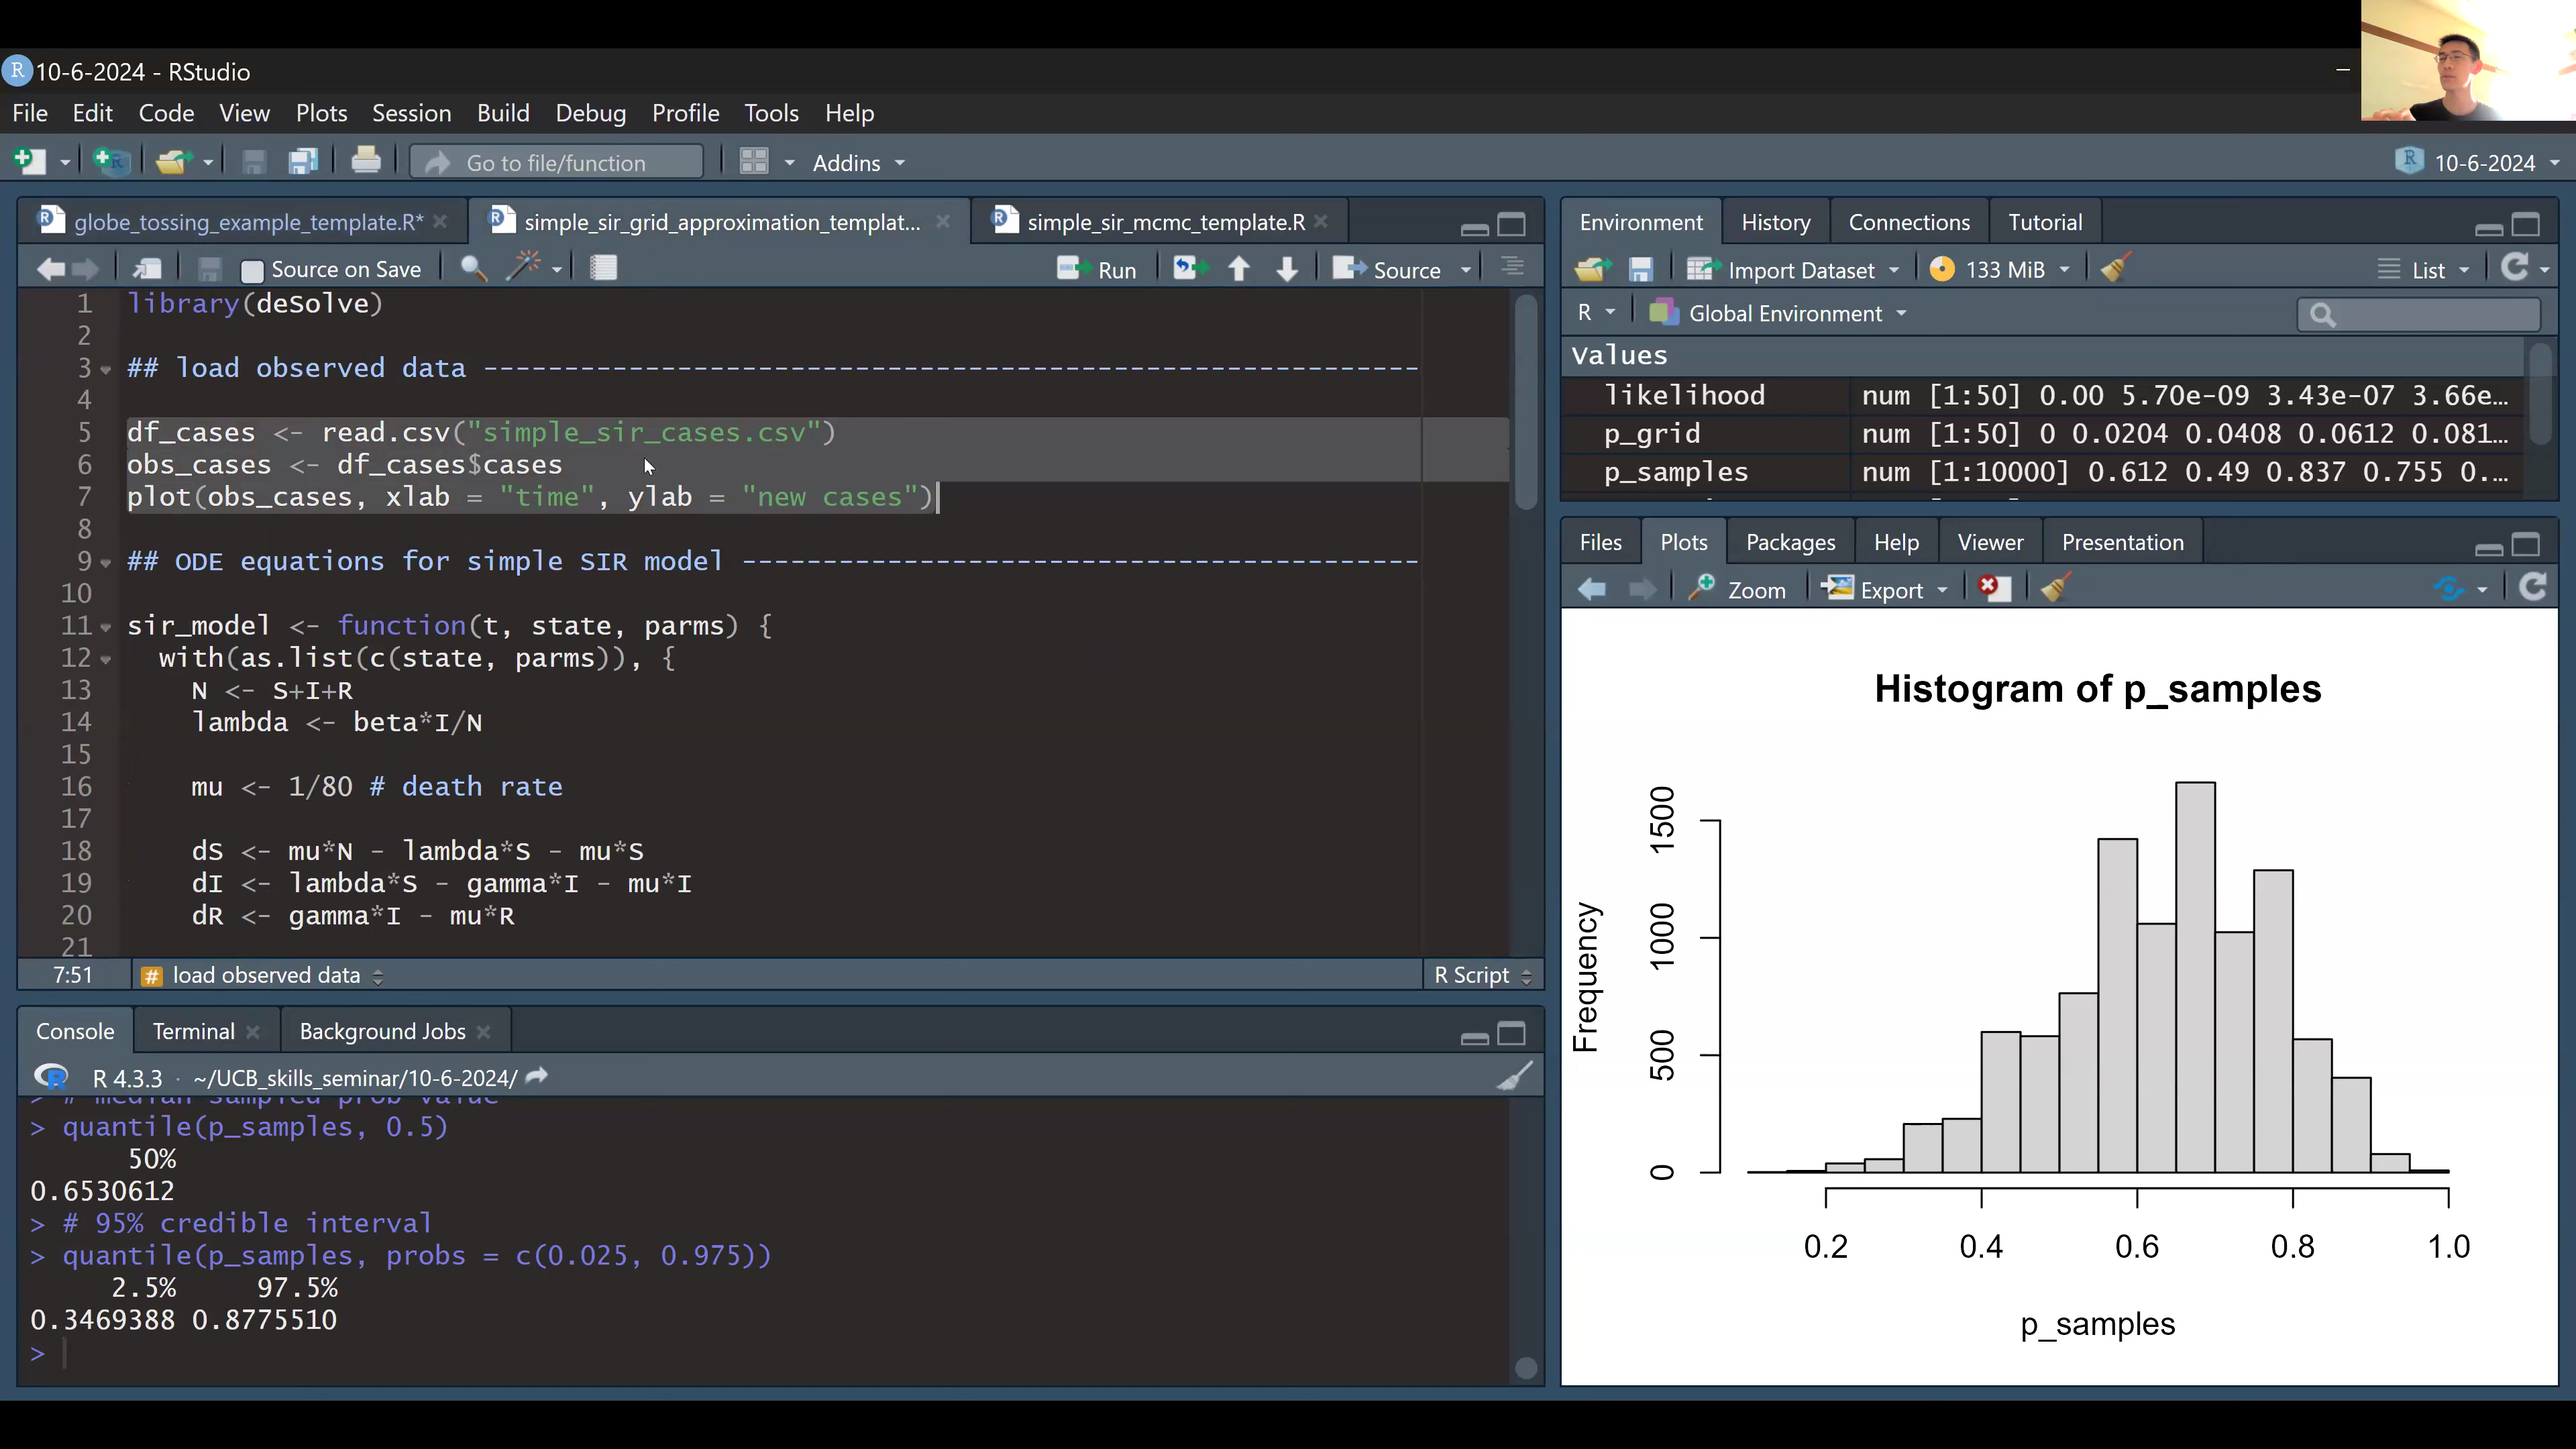 10-6-2024 - RStudio
File Edit Code View Plots Session Build Debug Profile Tools Help
Go to file/function Addins 10-6-2024
globe_tossing_example_template.R* simple_sir_grid_approximation_templat... simple_sir_mcmc_template.R
Source on Save Run Source
1 library(deSolve)
2
3 ## load observed data ----------------------------------------------------------
4
5 df_cases <- read.csv("simple_sir_cases.csv")
6 obs_cases <- df_cases$cases
7 plot(obs_cases, xlab = "time", ylab = "new cases")
8
9 ## ODE equations for simple SIR model ------------------------------------------
10
11 sir_model <- function(t, state, parms) {
12 with(as.list(c(state, parms)), {
13 N <- S+I+R
14 lambda <- beta*I/N
15
16 mu <- 1/80 # death rate
17
18 dS <- mu*N - lambda*S - mu*S
19 dI <- lambda*S - gamma*I - mu*I
20 dR <- gamma*I - mu*R
21
7:51 # load observed data R Script
Console Terminal Background Jobs
R 4.3.3 · ~/UCB_skills_seminar/10-6-2024/
> # median sampled prob value
> quantile(p_samples, 0.5)
50%
0.6530612
> # 95% credible interval
> quantile(p_samples, probs = c(0.025, 0.975))
2.5% 97.5%
0.3469388 0.8775510
>
Environment History Connections Tutorial
Import Dataset 133 MiB List
R Global Environment
Values
likelihood num [1:50] 0.00 5.70e-09 3.43e-07 3.66e…
p_grid num [1:50] 0 0.0204 0.0408 0.0612 0.081…
p_samples num [1:10000] 0.612 0.49 0.837 0.755 0.…
Files Plots Packages Help Viewer Presentation
Zoom Export
Histogram of p_samples
Frequency
1500
1000
500
0
0.2 0.4 0.6 0.8 1.0
p_samples